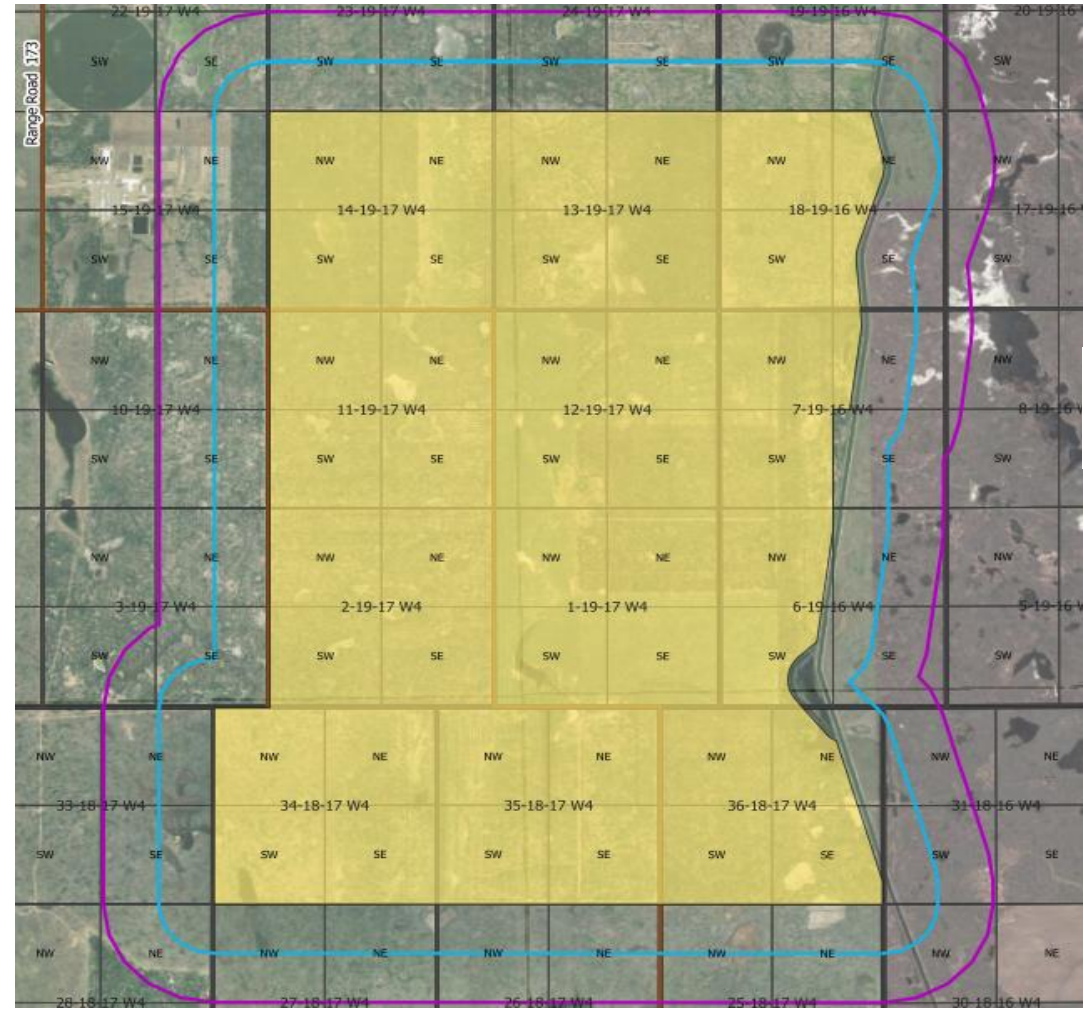 22-19-17 W4 23-19-17 W4 24-19-17 W4 19-19-16 W4 20-19-16
Range Road 173
SW SE SW SE SW SE SW SE SW
NW NE NW NE NW NE NW NE NW
15-19-17 W4 14-19-17 W4 13-19-17 W4 18-19-16 W4 17-19-16
SW SE SW SE SW SE SW SE SW
NW NE NW NE NW NE NW NE NW
10-19-17 W4 11-19-17 W4 12-19-17 W4 7-19-16 W4 8-19-16 W
SW SE SW SE SW SE SW SE SW
NW NE NW NE NW NE NW NE NW
3-19-17 W4 2-19-17 W4 1-19-17 W4 6-19-16 W4 5-19-16 W
SW SE SW SE SW SE SW SE SW
NW NE NW NE NW NE NW NE NW NE
33-18-17 W4 34-18-17 W4 35-18-17 W4 36-18-17 W4 31-18-16 W4
SW SE SW SE SW SE SW SE SW SE
NW NE NW NE NW NE NW NE NW NE
28-18-17 W4 27-18-17 W4 26-18-17 W4 25-18-17 W4 30-18-16 W4